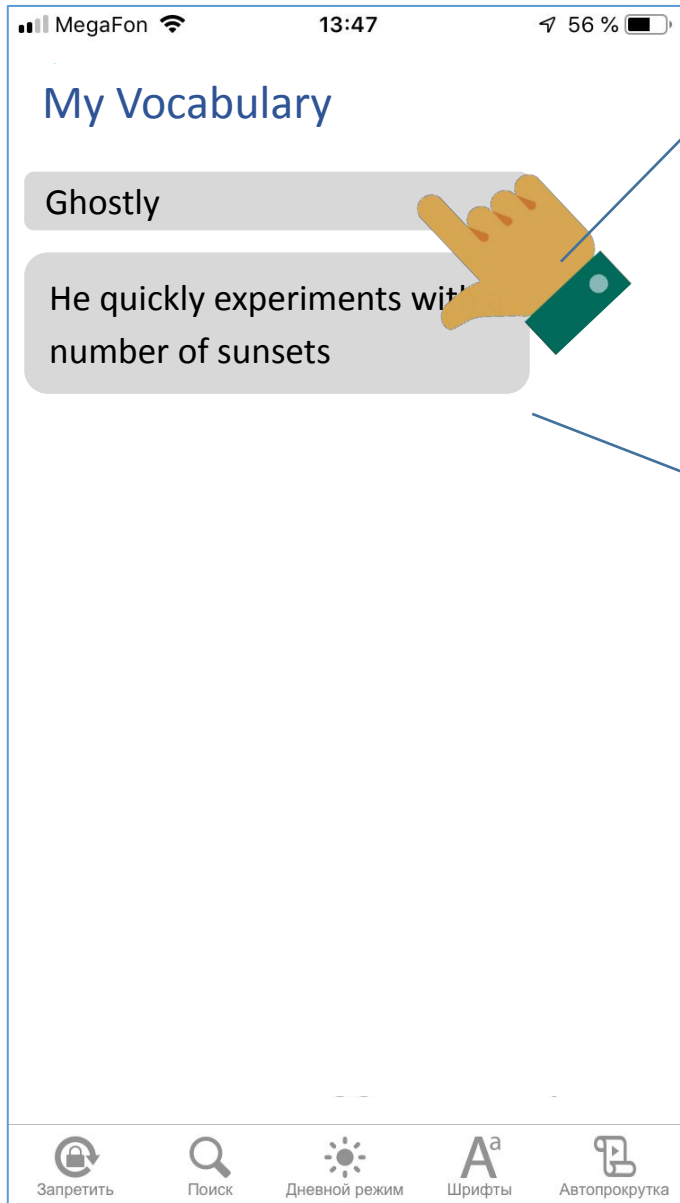 MegaFon 13:47 56 %
My Vocabulary
Ghostly
He quickly experiments with a
number of sunsets
Aa
Запретить Поиск Дневной режим Шрифты Автопрокрутка